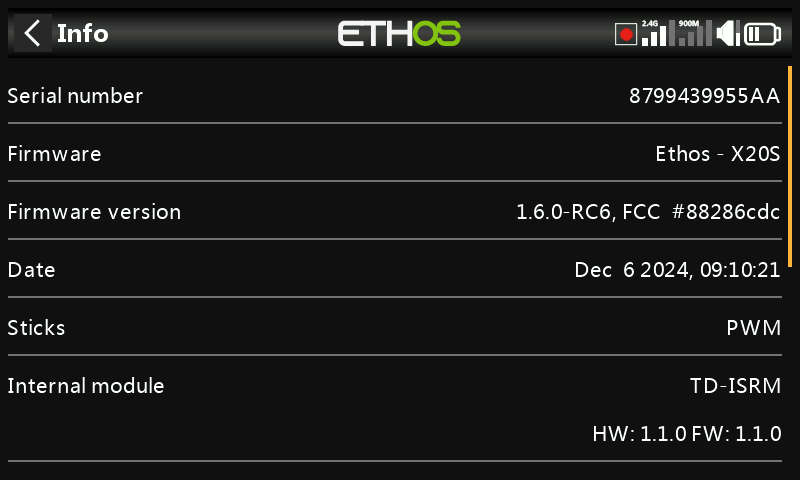 Info
ETHOS
2.4G
900M
Serial number 8799439955AA
Firmware Ethos - X20S
Firmware version 1.6.0-RC6, FCC #88286cdc
Date Dec 6 2024, 09:10:21
Sticks PWM
Internal module TD-ISRM
HW: 1.1.0 FW: 1.1.0